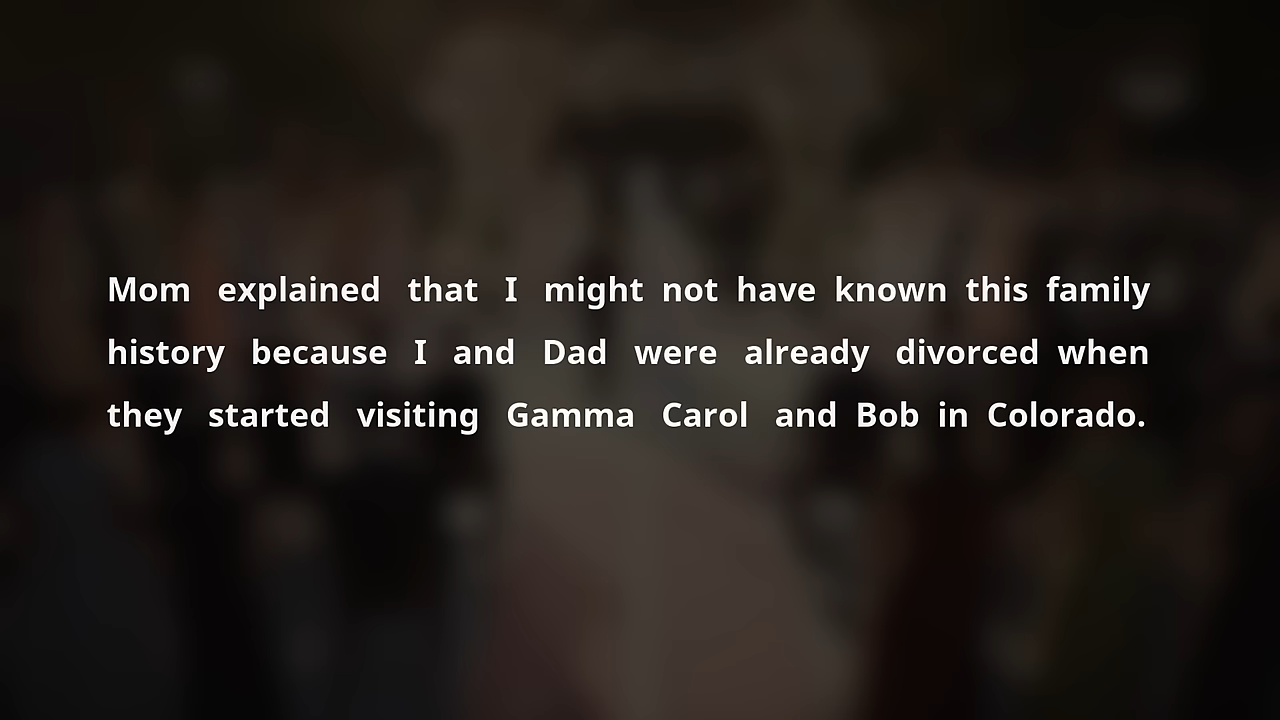 Mom explained that I might not have known this family
history because I and Dad were already divorced when
they started visiting Gamma Carol and Bob in Colorado.